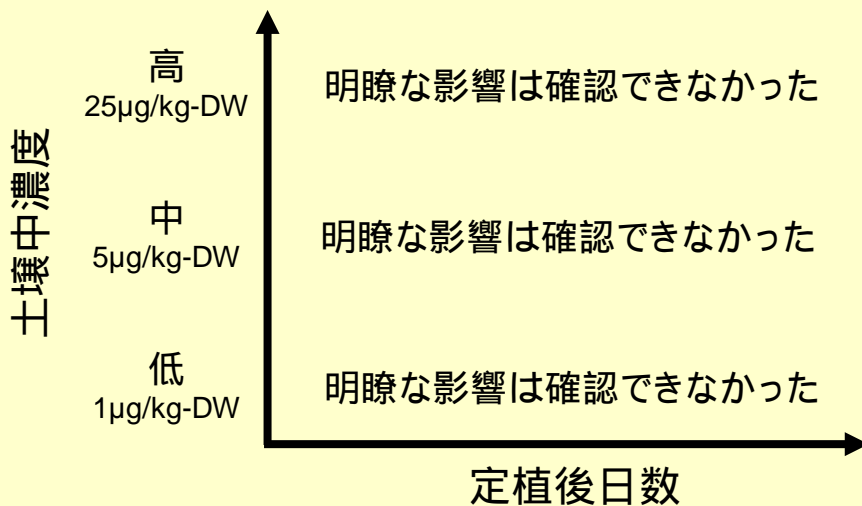 土壌中濃度
高
25μg/kg-DW
明瞭な影響は確認できなかった
中
5μg/kg-DW
明瞭な影響は確認できなかった
低
1μg/kg-DW
明瞭な影響は確認できなかった
定植後日数